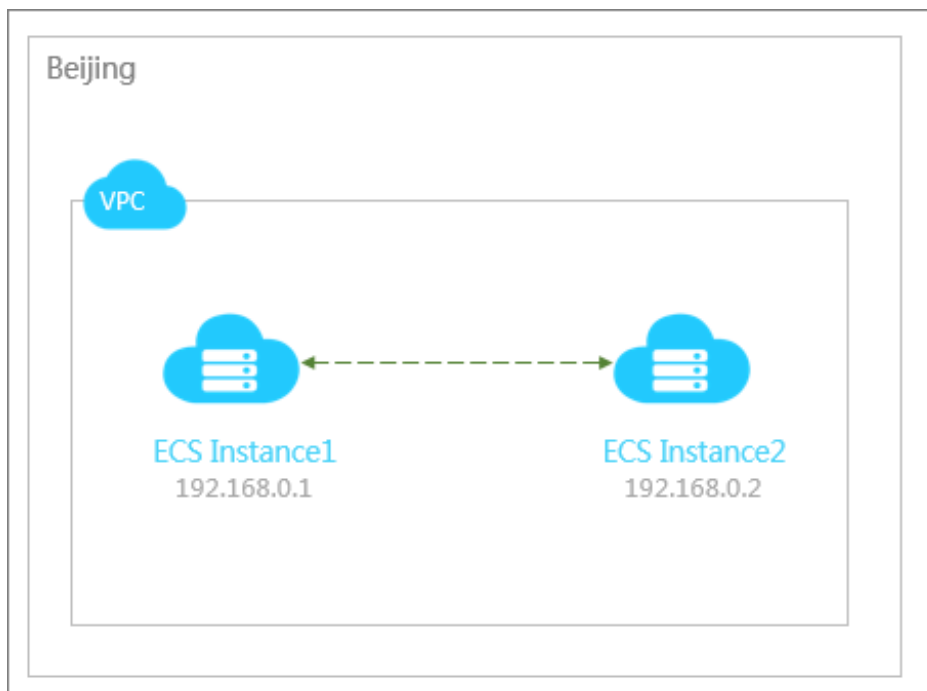 Beijing
VPC
ECS Instance1
192.168.0.1
ECS Instance2
192.168.0.2